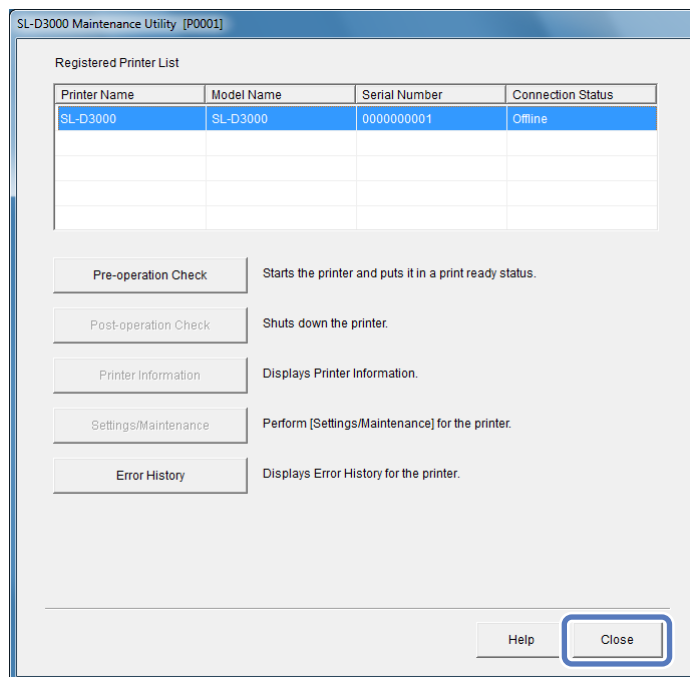 SL-D3000 Maintenance Utility [P0001]
Registered Printer List
Printer Name Model Name Serial Number Connection Status
SL-D3000 SL-D3000 0000000001 Offline
Pre-operation Check Starts the printer and puts it in a print ready status.
Post-operation Check Shuts down the printer.
Printer Information Displays Printer Information.
Settings/Maintenance Perform [Settings/Maintenance] for the printer.
Error History Displays Error History for the printer.
Help Close